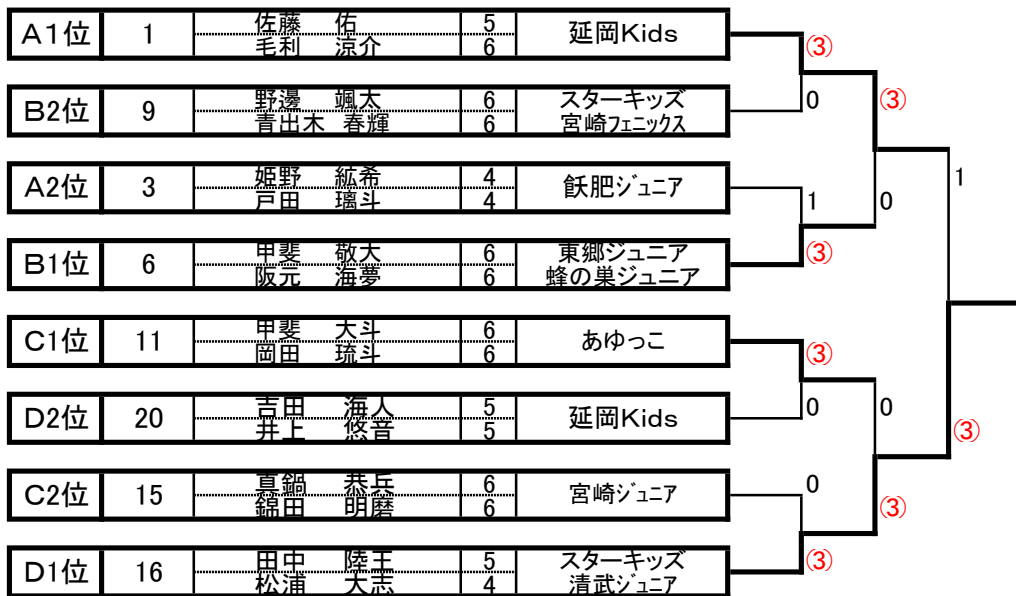 A1位 1 佐藤 佑 5 延岡Kids
毛利 涼介 6
③
B2位 9 野邊 颯太 6 スターキッズ
青出木 春輝 6 宮崎フェニックス
0 ③
A2位 3 姫野 紘希 4 飫肥ジュニア
戸田 璃斗 4
1 0 1
B1位 6 甲斐 敬大 6 東郷ジュニア
阪元 海夢 6 蜂の巣ジュニア
③
C1位 11 甲斐 大斗 6 あゆっこ
岡田 琉斗 6
③
D2位 20 吉田 海人 5 延岡Kids
井上 悠音 5
0 0 ③
C2位 15 真鍋 恭兵 6 宮崎ジュニア
錦田 明磨 6
0 ③
D1位 16 田中 陸王 5 スターキッズ
松浦 大志 4 清武ジュニア
③